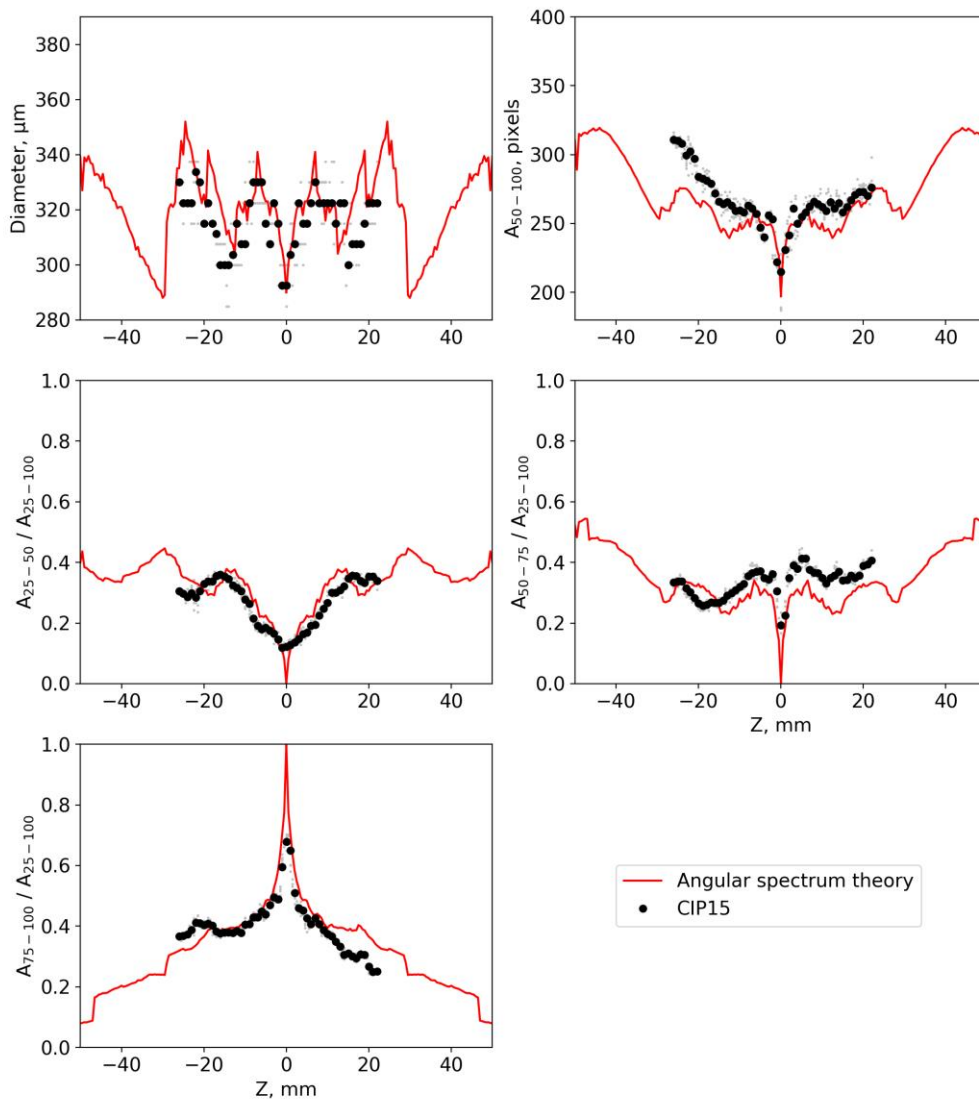 Diameter, µm
380
360
340
320
300
280
−40 −20 0 20 40
A50−100, pixels
400
350
300
250
200
−40 −20 0 20 40
A25−50 / A25−100
1.0
0.8
0.6
0.4
0.2
0.0
−40 −20 0 20 40
A50−75 / A25−100
1.0
0.8
0.6
0.4
0.2
0.0
−40 −20 0 20 40
Z, mm
A75−100 / A25−100
1.0
0.8
0.6
0.4
0.2
0.0
−40 −20 0 20 40
Z, mm
Angular spectrum theory
CIP15